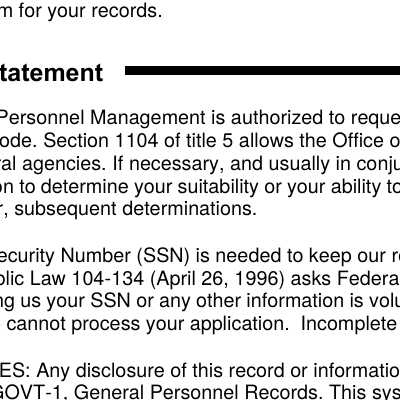 m for your records.
tatement
Personnel Management is authorized to reque
ode. Section 1104 of title 5 allows the Office o
ral agencies. If necessary, and usually in conju
on to determine your suitability or your ability to
r, subsequent determinations.
ecurity Number (SSN) is needed to keep our r
blic Law 104-134 (April 26, 1996) asks Federa
ng us your SSN or any other information is volu
cannot process your application.  Incomplete
ES: Any disclosure of this record or informatio
GOVT-1, General Personnel Records. This sys